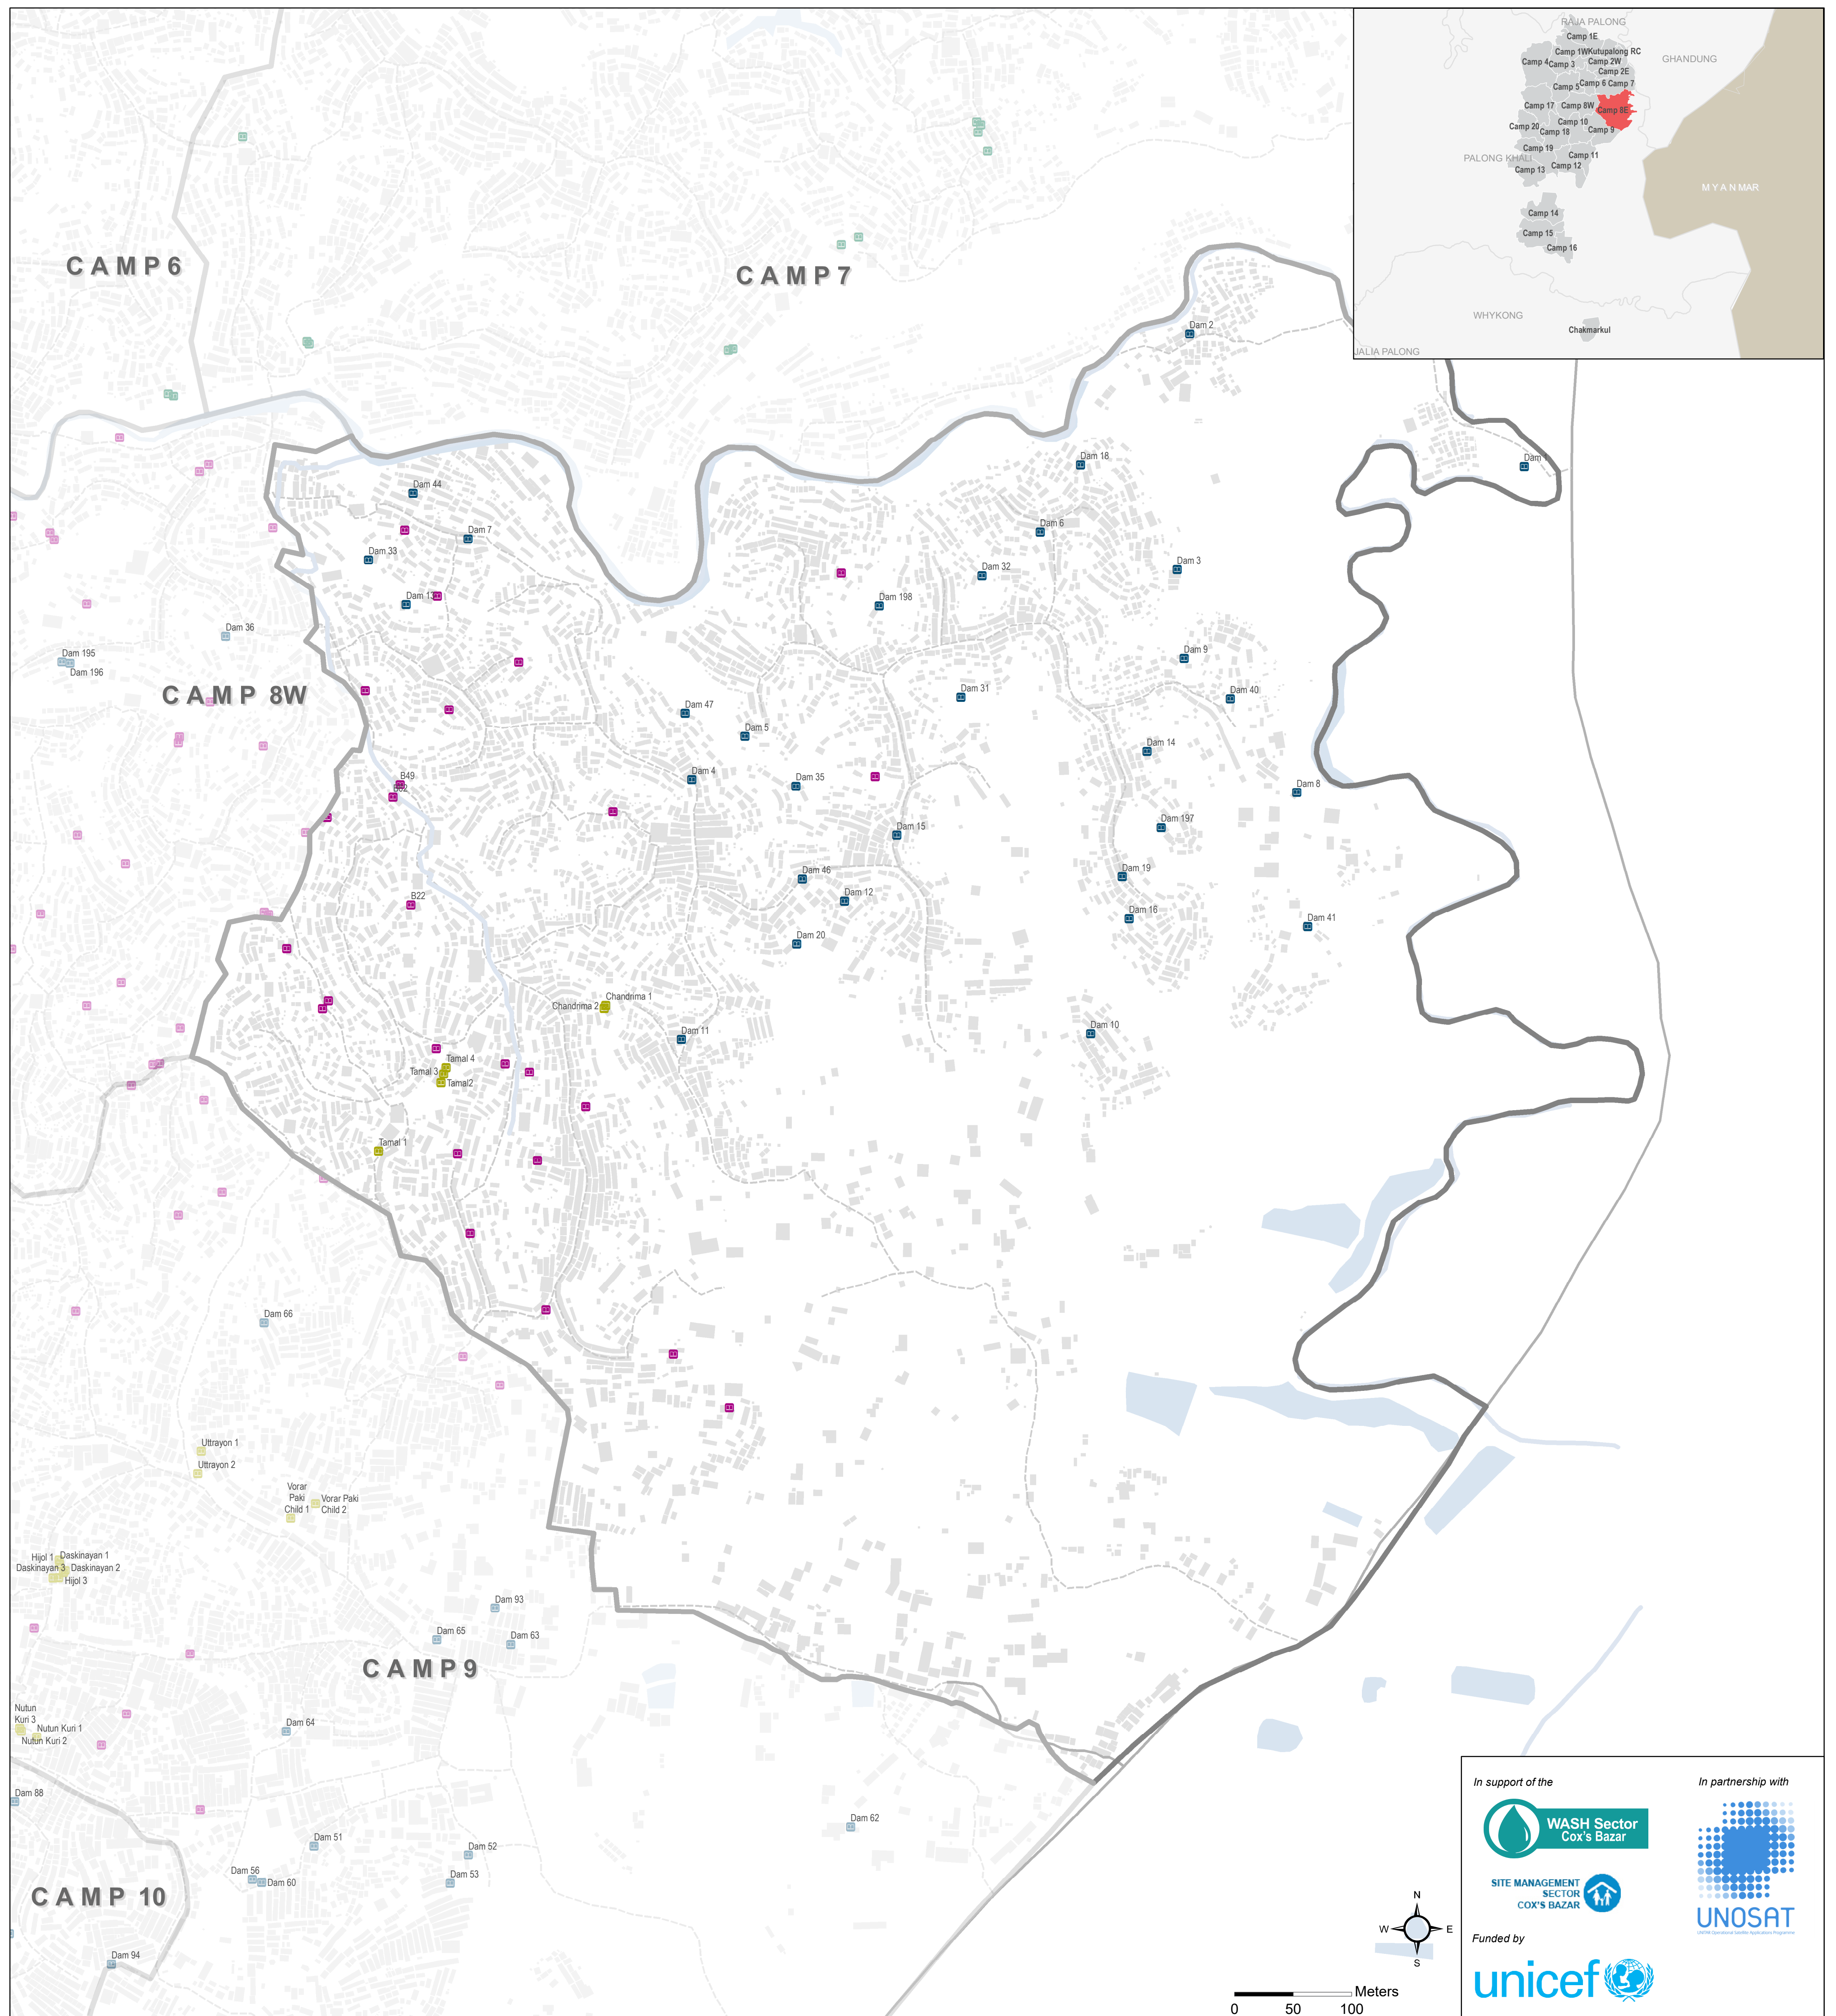 RAJA PALONG
Camp 1E
Camp 1W
Kutupalong RC
GHANDUNG
Camp 4
Camp 3
Camp 2W
Camp 2E
Camp 5
Camp 6
Camp 7
Camp 17
Camp 8W
Camp 8E
Camp 20
Camp 10
Camp 18
Camp 9
Camp 19
Camp 11
PALONG KHALI
Camp 12
Camp 13
M Y A N MAR
Camp 14
Camp 15
Camp 16
WHYKONG
Chakmarkul
JALIA PALONG
CAMP 6
CAMP 7
Dam 2
Dam 18
Dam 1
Dam 44
Dam 7
Dam 6
Dam 33
Dam 3
Dam 32
Dam 13
Dam 198
Dam 36
Dam 195
Dam 196
Dam 9
CAMP 8W
Dam 31
Dam 40
Dam 47
Dam 5
Dam 14
Dam 4
B49
Dam 35
Dam 8
Dam 197
Dam 15
Dam 46
Dam 19
B22
Dam 12
Dam 16
Dam 41
Dam 20
Chandrima 1
Chandrima 2
Dam 11
Dam 10
Tamal 4
Tamal 3
Tamal2
Tamal 1
Dam 66
Uttrayon 1
Uttrayon 2
Vorar
Paki
Child 1
Vorar Paki
Child 2
Hijol 1
Daskinayan 1
Daskinayan 3
Daskinayan 2
Hijol 3
Dam 93
Dam 65
Dam 63
CAMP 9
Nutun
Kuri 3
Nutun Kuri 1
Nutun Kuri 2
Dam 64
Dam 88
Dam 62
Dam 51
Dam 52
Dam 56
Dam 60
Dam 53
CAMP 10
Dam 94
N
W
E
S
Meters
0 50 100
In support of the
WASH Sector
Cox's Bazar
SITE MANAGEMENT
SECTOR
COX'S BAZAR
Funded by
unicef
In partnership with
UNOSAT
UNITAR Operational Satellite Applications Programme